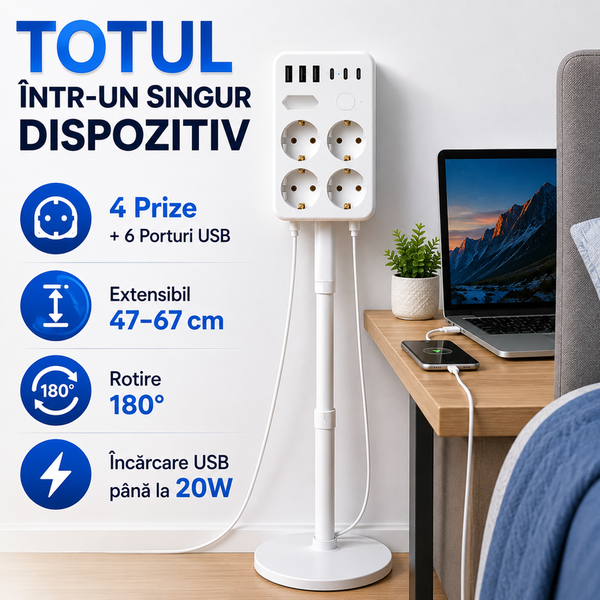 TOTUL
ÎNTR-UN SINGUR
DISPOZITIV
4 Prize
+ 6 Porturi USB
Extensibil
47–67 cm
180°
Rotire
180°
Încărcare USB
până la 20W